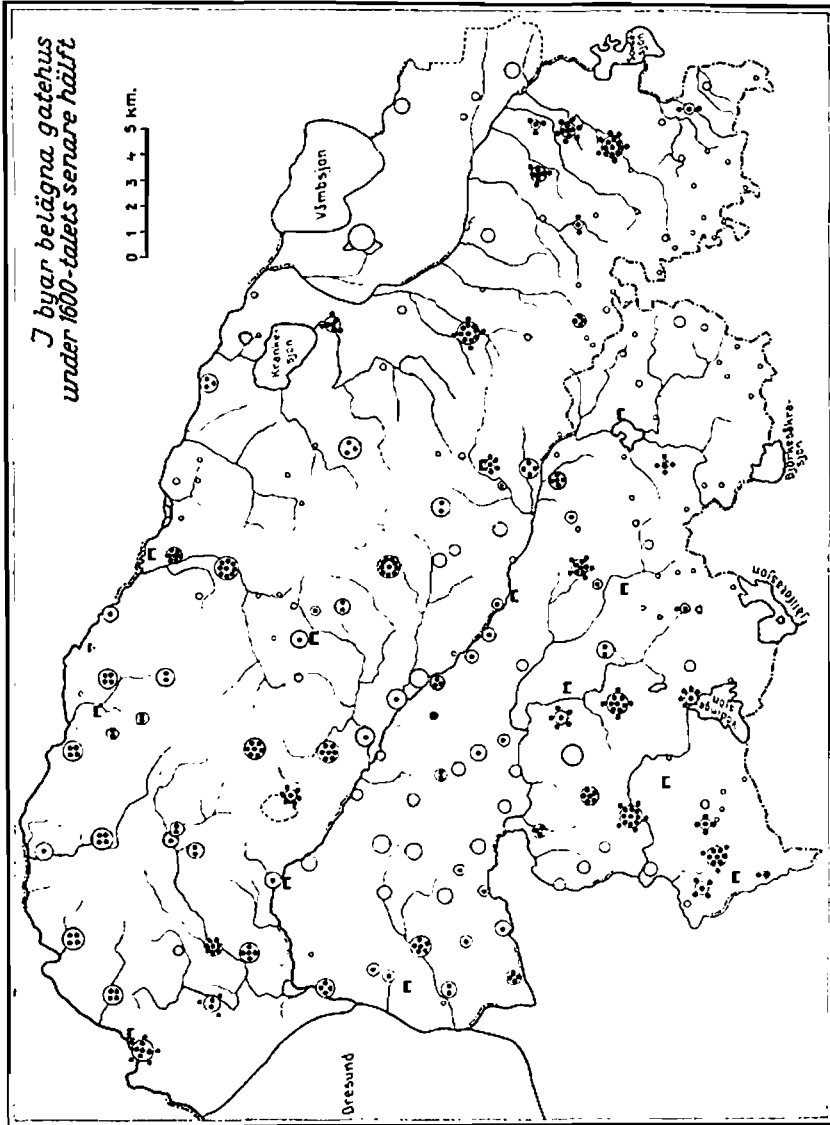 I byar belägna gatehus
under 1600-talets senare hälft
0 1 2 3 4 5 km.
Vombsjön
Krankesjön
Björkesåkrasjön
Yddingesjön
Öresund